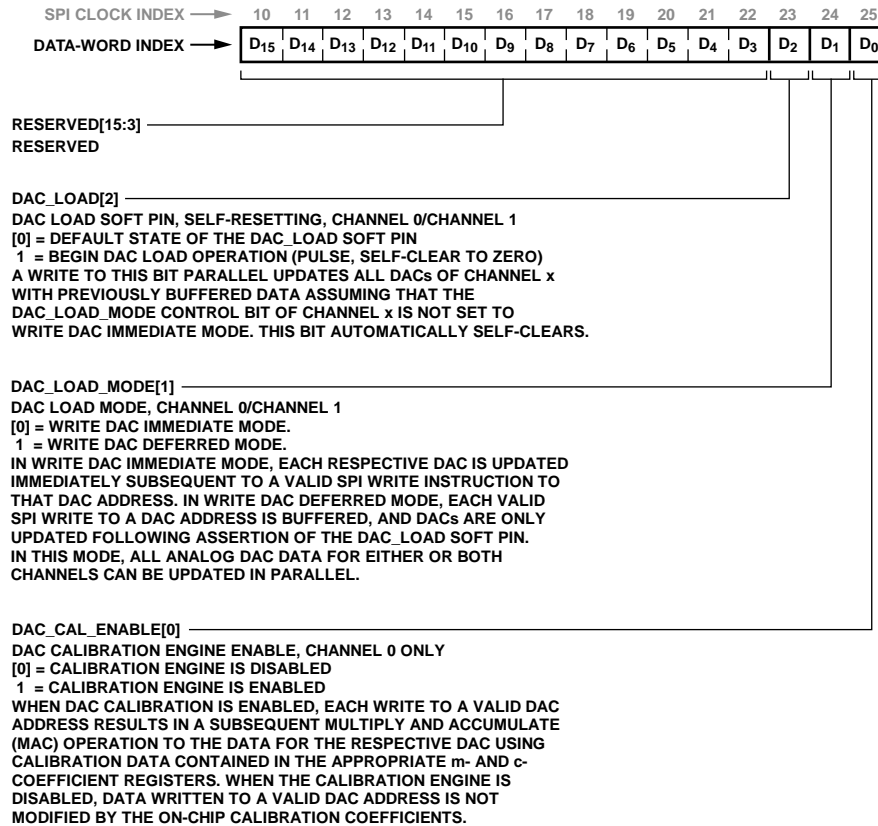 SPI CLOCK INDEX 10 11 12 13 14 15 16 17 18 19 20 21 22 23 24 25
DATA-WORD INDEX D15 D14 D13 D12 D11 D10 D9 D8 D7 D6 D5 D4 D3 D2 D1 D0
RESERVED[15:3]
RESERVED
DAC_LOAD[2]
DAC LOAD SOFT PIN, SELF-RESETTING, CHANNEL 0/CHANNEL 1
[0] = DEFAULT STATE OF THE DAC_LOAD SOFT PIN
1 = BEGIN DAC LOAD OPERATION (PULSE, SELF-CLEAR TO ZERO)
A WRITE TO THIS BIT PARALLEL UPDATES ALL DACs OF CHANNEL x
WITH PREVIOUSLY BUFFERED DATA ASSUMING THAT THE
DAC_LOAD_MODE CONTROL BIT OF CHANNEL x IS NOT SET TO
WRITE DAC IMMEDIATE MODE. THIS BIT AUTOMATICALLY SELF-CLEARS.
DAC_LOAD_MODE[1]
DAC LOAD MODE, CHANNEL 0/CHANNEL 1
[0] = WRITE DAC IMMEDIATE MODE.
1 = WRITE DAC DEFERRED MODE.
IN WRITE DAC IMMEDIATE MODE, EACH RESPECTIVE DAC IS UPDATED
IMMEDIATELY SUBSEQUENT TO A VALID SPI WRITE INSTRUCTION TO
THAT DAC ADDRESS. IN WRITE DAC DEFERRED MODE, EACH VALID
SPI WRITE TO A DAC ADDRESS IS BUFFERED, AND DACs ARE ONLY
UPDATED FOLLOWING ASSERTION OF THE DAC_LOAD SOFT PIN.
IN THIS MODE, ALL ANALOG DAC DATA FOR EITHER OR BOTH
CHANNELS CAN BE UPDATED IN PARALLEL.
DAC_CAL_ENABLE[0]
DAC CALIBRATION ENGINE ENABLE, CHANNEL 0 ONLY
[0] = CALIBRATION ENGINE IS DISABLED
1 = CALIBRATION ENGINE IS ENABLED
WHEN DAC CALIBRATION IS ENABLED, EACH WRITE TO A VALID DAC
ADDRESS RESULTS IN A SUBSEQUENT MULTIPLY AND ACCUMULATE
(MAC) OPERATION TO THE DATA FOR THE RESPECTIVE DAC USING
CALIBRATION DATA CONTAINED IN THE APPROPRIATE m- AND c-
COEFFICIENT REGISTERS. WHEN THE CALIBRATION ENGINE IS
DISABLED, DATA WRITTEN TO A VALID DAC ADDRESS IS NOT
MODIFIED BY THE ON-CHIP CALIBRATION COEFFICIENTS.